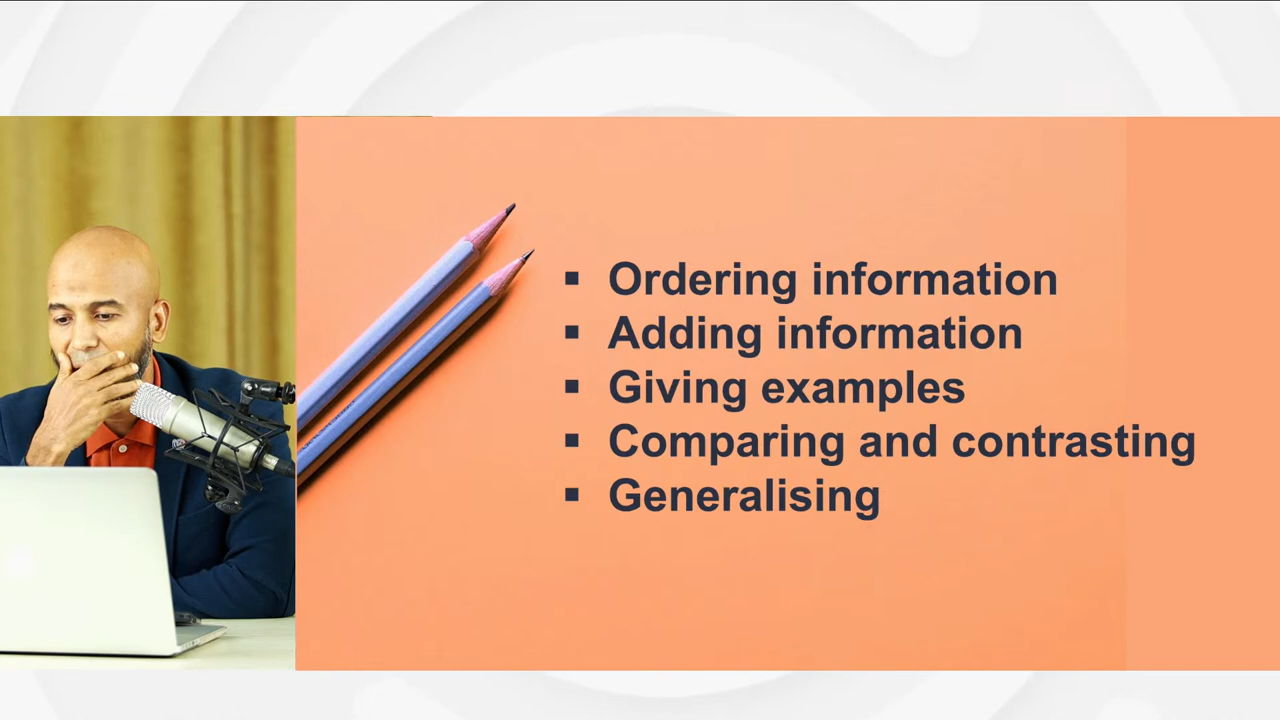 ▪ Ordering information
▪ Adding information
▪ Giving examples
▪ Comparing and contrasting
▪ Generalising